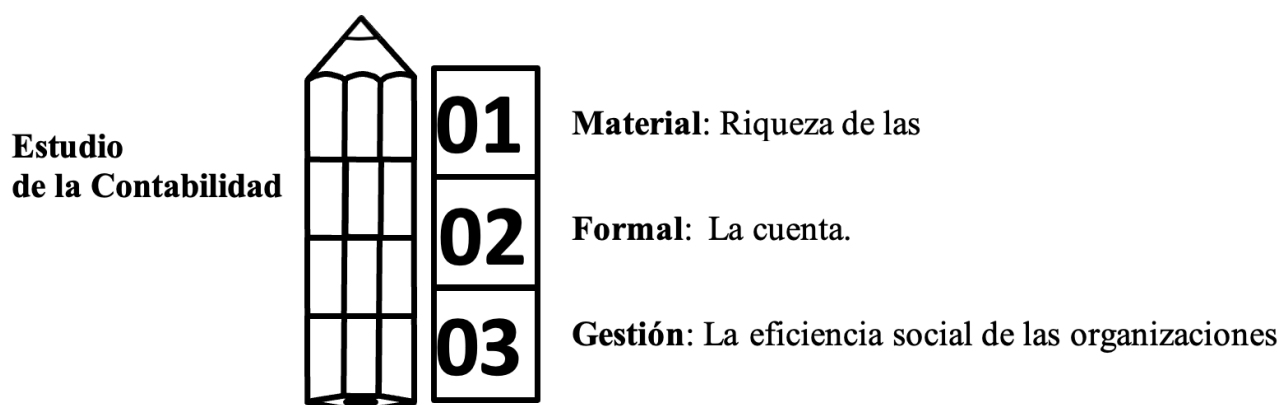 Estudio
de la Contabilidad
01
Material: Riqueza de las
02
Formal: La cuenta.
03
Gestión: La eficiencia social de las organizaciones